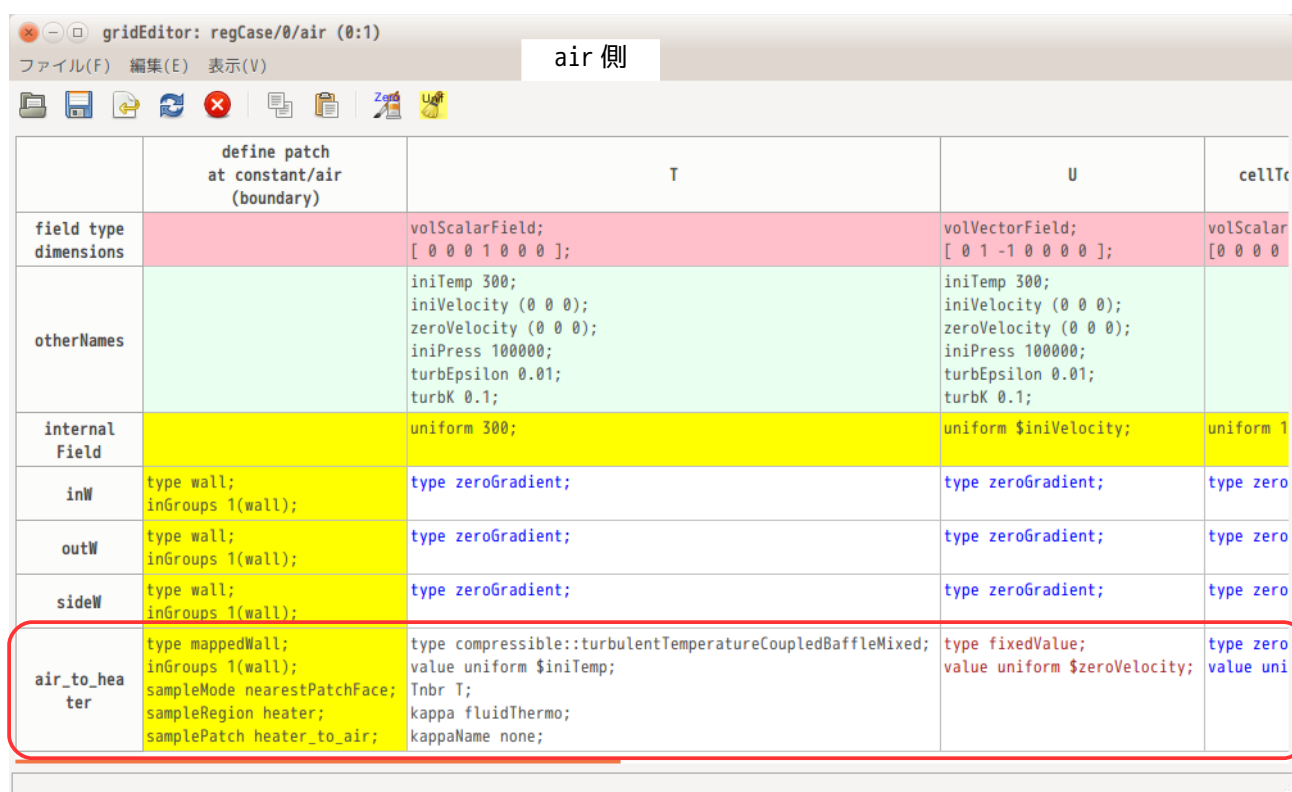 gridEditor: regCase/0/air (0:1)
ファイル(F) 編集(E) 表示(V)
air 側
Zero
Unif
define patch
at constant/air
(boundary)
T
U
field type
dimensions
volScalarField;
[ 0 0 0 1 0 0 0 ];
volVectorField;
[ 0 1 -1 0 0 0 0 ];
volScalar
[0 0 0 0
otherNames
iniTemp 300;
iniVelocity (0 0 0);
zeroVelocity (0 0 0);
iniPress 100000;
turbEpsilon 0.01;
turbK 0.1;
iniTemp 300;
iniVelocity (0 0 0);
zeroVelocity (0 0 0);
iniPress 100000;
turbEpsilon 0.01;
turbK 0.1;
internal
Field
uniform 300;
uniform $iniVelocity;
uniform 1
inW
type wall;
inGroups 1(wall);
type zeroGradient;
type zeroGradient;
type zero
outW
type wall;
inGroups 1(wall);
type zeroGradient;
type zeroGradient;
type zero
sideW
type wall;
inGroups 1(wall);
type zeroGradient;
type zeroGradient;
type zero
air_to_hea
ter
type mappedWall;
inGroups 1(wall);
sampleMode nearestPatchFace;
sampleRegion heater;
samplePatch heater_to_air;
type compressible::turbulentTemperatureCoupledBaffleMixed;
value uniform $iniTemp;
Tnbr T;
kappa fluidThermo;
kappaName none;
type fixedValue;
value uniform $zeroVelocity;
type zero
value uni